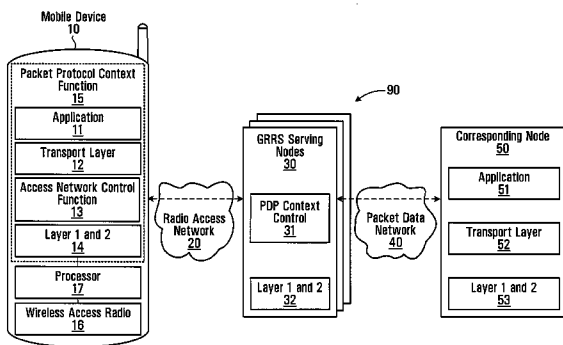 Mobile Device
10
Packet Protocol Context
Function
15
Application
11
Transport Layer
12
Access Network Control
Function
13
Layer 1 and 2
14
Processor
17
Wireless Access Radio
16
Radio Access
Network
20
90
GRRS Serving
Nodes
30
PDP Context
Control
31
Layer 1 and 2
32
Packet Data
Network
40
Corresponding Node
50
Application
51
Transport Layer
52
Layer 1 and 2
53